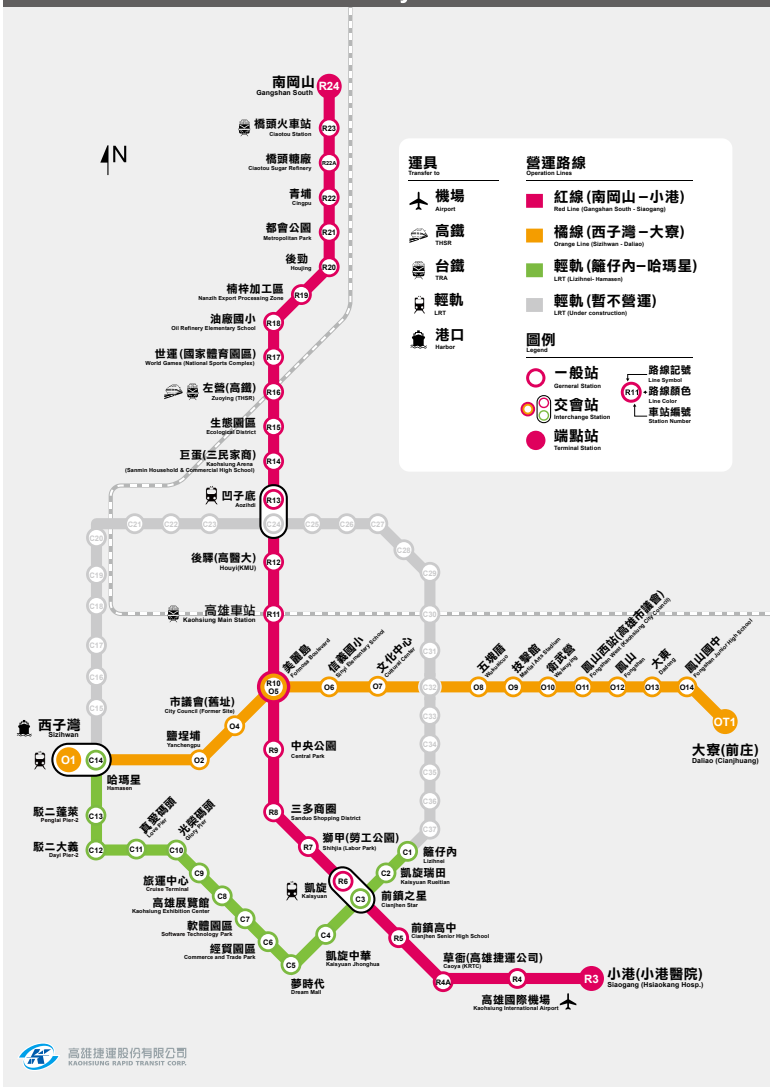 南岡山
Gangshan South
R24
橋頭火車站
Ciaotou Station
R23
橋頭糖廠
Ciaotou Sugar Refinery
R22A
青埔
Cingpu
R22
都會公園
Metropolitan Park
R21
後勁
Houjing
R20
楠梓加工區
Nanzih Export Processing Zone
R19
油廠國小
Oil Refinery Elementary School
R18
世運(國家體育園區)
World Games (National Sports Complex)
R17
左營(高鐵)
Zuoying (THSR)
R16
生態園區
Ecological District
R15
巨蛋(三民家商)
Kaohsiung Arena
(Sanmin Household & Commercial High School)
R14
凹子底
Aozihdi
R13
C24
後驛(高醫大)
Houyi(KMU)
R12
高雄車站
Kaohsiung Main Station
R11
N
運具
Transfer to
機場
Airport
高鐵
THSR
台鐵
TRA
輕軌
LRT
港口
Harbor
營運路線
Operation Lines
紅線(南岡山－小港)
Red Line (Gangshan South - Siaogang)
橘線(西子灣－大寮)
Orange Line (Sizihwan - Daliao)
輕軌(籬仔內－哈瑪星)
LRT (Lizihnei- Hamasen)
輕軌(暫不營運)
LRT (Under construction)
圖例
Legend
一般站
Gerneral Station
交會站
Interchange Station
端點站
Terminal Station
路線記號
Line Symbol
R11
路線顏色
Line Color
車站編號
Station Number
C21
C22
C23
C25
C26
C27
C28
C29
C30
C31
C32
C33
C34
C35
C36
C37
C20
C19
C18
C17
C16
C15
美麗島
Formosa Boulevard
R10
O5
信義國小
Sinyi Elementary School
O6
文化中心
Cultural Center
O7
五塊厝
Wukuaicuo
O8
技擊館
Martial Arts Stadium
O9
衛武營
Weiwuying
O10
鳳山西站(高雄市議會)
Fongshan West (Kaohsiung City Council)
O11
鳳山
Fongshan
O12
大東
Dadong
O13
鳳山國中
Fongshan Junior High School
O14
OT1
大寮(前庄)
Daliao (Cianjhuang)
市議會(舊址)
City Council (Former Site)
O4
鹽埕埔
Yanchengpu
O2
西子灣
Sizihwan
O1
C14
哈瑪星
Hamasen
駁二蓬萊
Penglai Pier-2
C13
駁二大義
Dayi Pier-2
C12
真愛碼頭
Love Pier
C11
光榮碼頭
Glory Pier
C10
旅運中心
Cruise Terminal
C9
高雄展覽館
Kaohsiung Exhibition Center
C8
軟體園區
Software Technology Park
C7
經貿園區
Commerce and Trade Park
C6
夢時代
Dream Mall
C5
凱旋中華
Kaisyuan Jhonghua
C4
中央公園
Central Park
R9
三多商圈
Sanduo Shopping District
R8
獅甲(勞工公園)
Shihjia (Labor Park)
R7
凱旋
Kaisyuan
R6
C3
前鎮之星
Cianjhen Star
凱旋瑞田
Kaisyuan Rueitian
C2
籬仔內
Lizihnei
C1
前鎮高中
Cianjhen Senior High School
R5
草衙(高雄捷運公司)
Caoya (KRTC)
R4A
高雄國際機場
Kaohsiung International Airport
R4
R3
小港(小港醫院)
Siaogang (Hsiaokang Hosp.)
高雄捷運股份有限公司
KAOHSIUNG RAPID TRANSIT CORP.